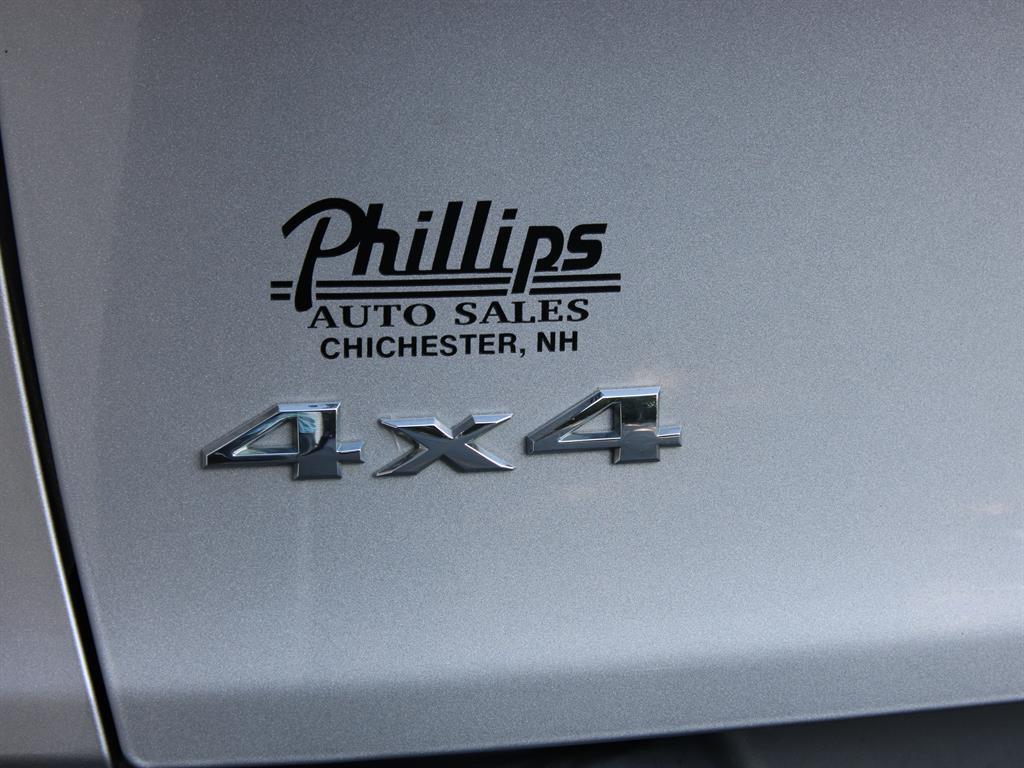 Phillips
AUTO SALES
CHICHESTER, NH
4x4